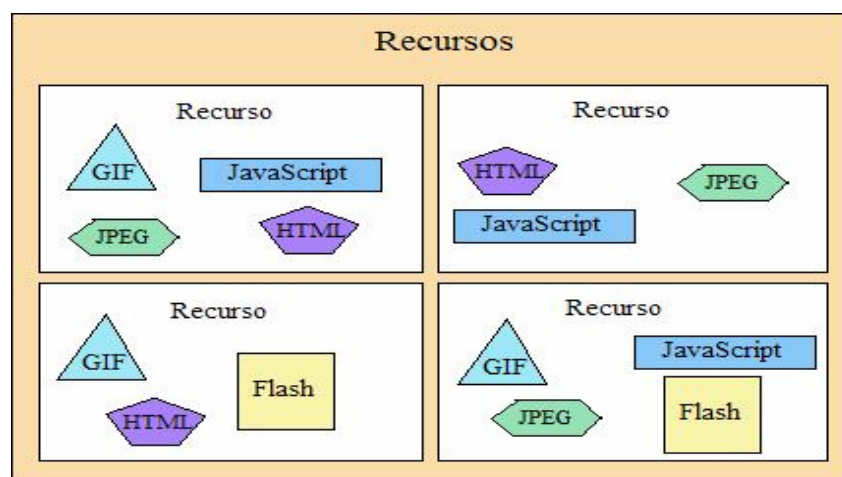 Recursos
Recurso
GIF
JavaScript
JPEG
HTML
Recurso
HTML
JPEG
JavaScript
Recurso
GIF
Flash
HTML
Recurso
JavaScript
GIF
JPEG
Flash